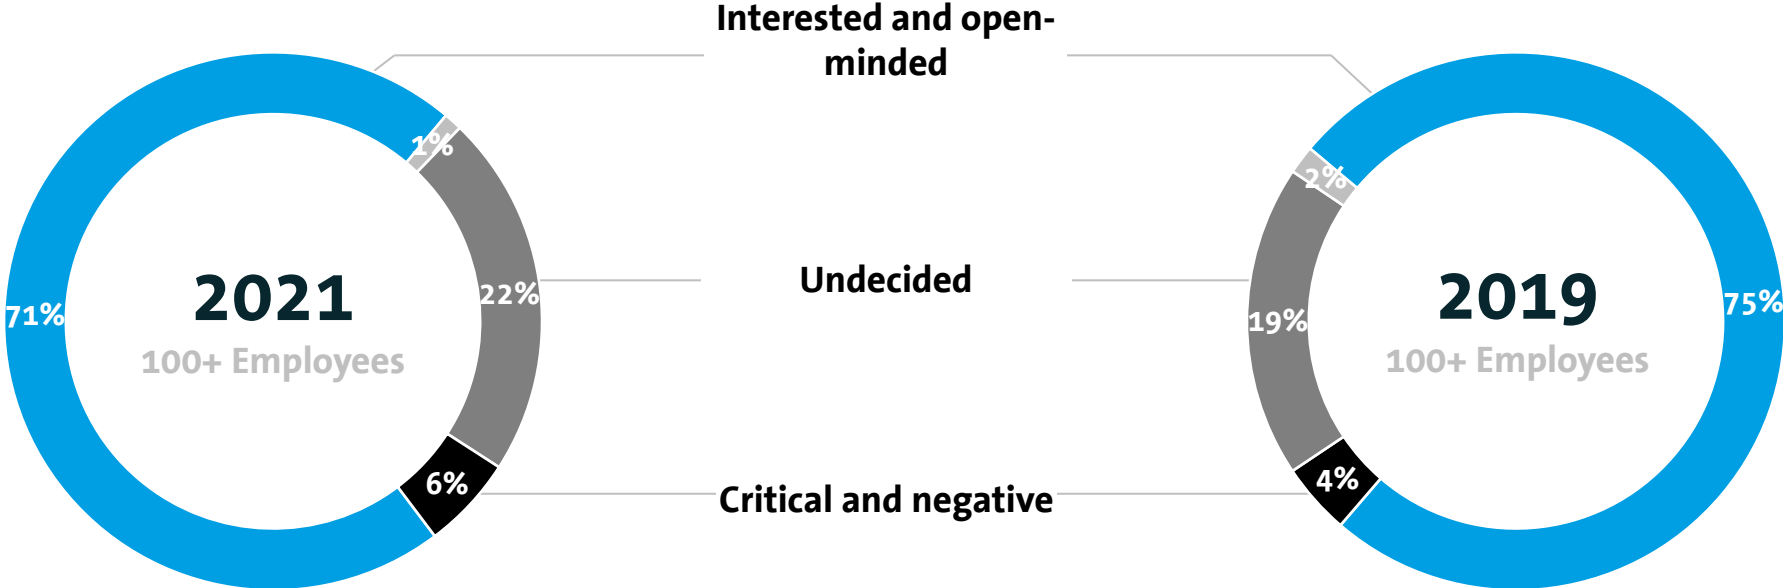 Interested and open-
minded
1%
2%
Undecided
2021
22%
71%
100+ Employees
2019
19%
75%
100+ Employees
6%
Critical and negative
4%